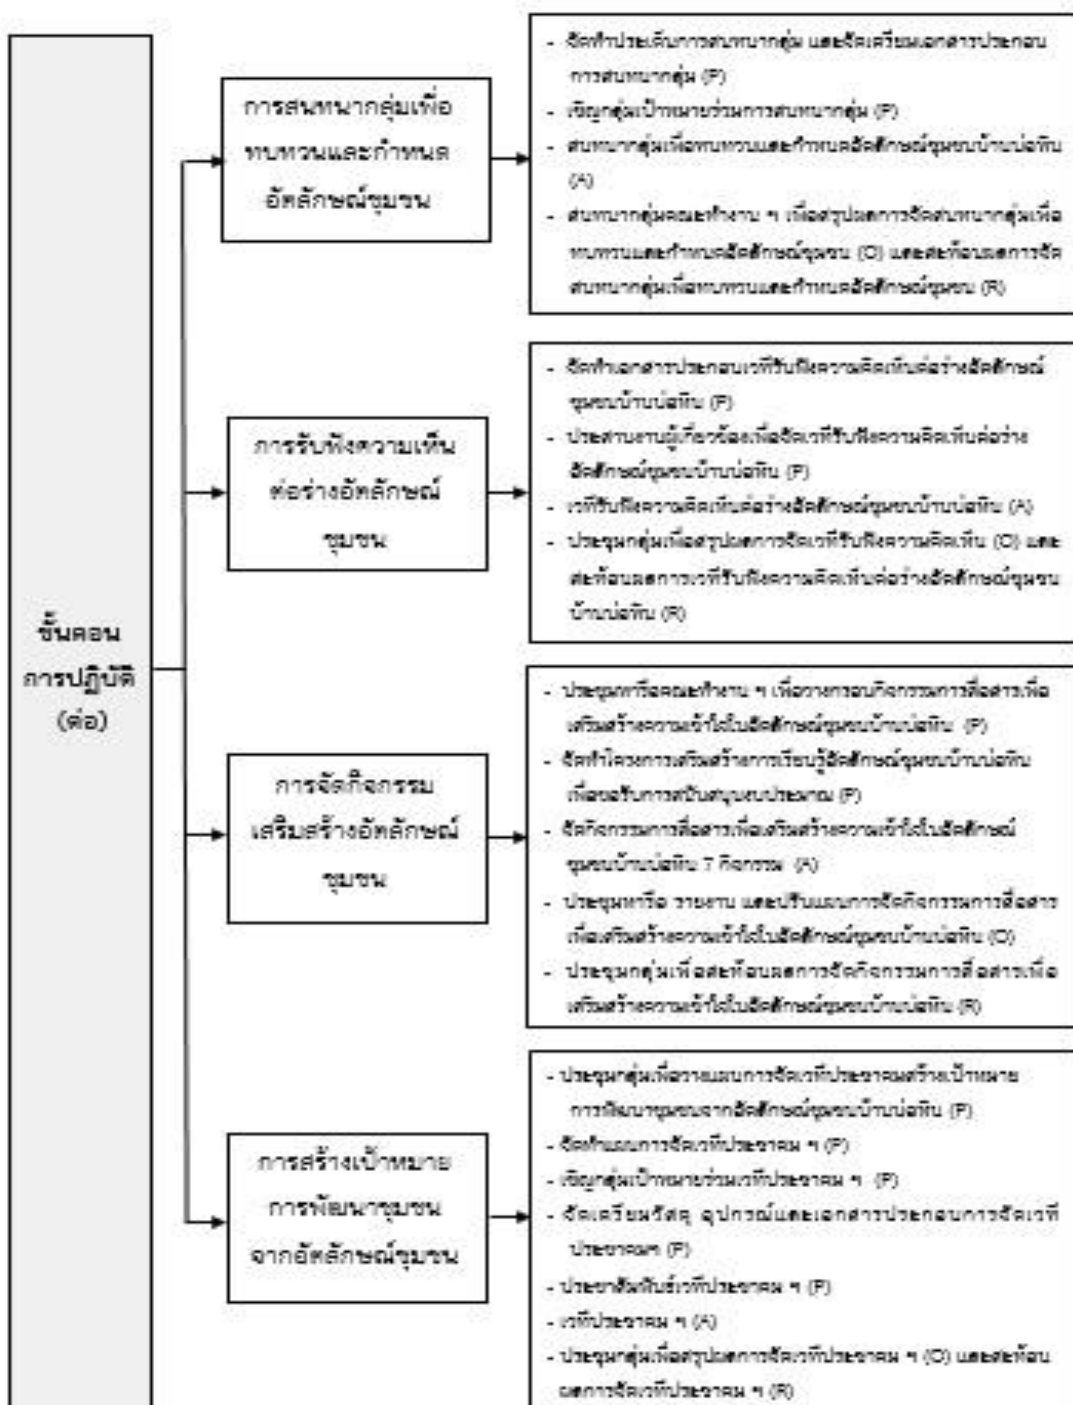 ขั้นตอน
การปฏิบัติ
(ต่อ)
การสนทนากลุ่มเพื่อ
ทบทวนและกำหนด
อัตลักษณ์ชุมชน
- จัดทำประเด็นการสนทนากลุ่ม และจัดเตรียมเอกสารประกอบ
การสนทนากลุ่ม (P)
- เชิญกลุ่มเป้าหมายร่วมการสนทนากลุ่ม (P)
- สนทนากลุ่มเพื่อทบทวนและกำหนดอัตลักษณ์ชุมชนบ้านบ่อหิน
(A)
- สนทนากลุ่มคณะทำงาน ฯ เพื่อสรุปผลการจัดสนทนากลุ่มเพื่อ
ทบทวนและกำหนดอัตลักษณ์ชุมชน (O) และสะท้อนผลการจัด
สนทนากลุ่มเพื่อทบทวนและกำหนดอัตลักษณ์ชุมชน (R)
การรับฟังความเห็น
ต่อร่างอัตลักษณ์
ชุมชน
- จัดทำเอกสารประกอบเวทีรับฟังความคิดเห็นต่อร่างอัตลักษณ์
ชุมชนบ้านบ่อหิน (P)
- ประสานงานผู้เกี่ยวข้องเพื่อจัดเวทีรับฟังความคิดเห็นต่อร่าง
อัตลักษณ์ชุมชนบ้านบ่อหิน (P)
- เวทีรับฟังความคิดเห็นต่อร่างอัตลักษณ์ชุมชนบ้านบ่อหิน (A)
- ประชุมกลุ่มเพื่อสรุปผลการจัดเวทีรับฟังความคิดเห็น (O) และ
สะท้อนผลการเวทีรับฟังความคิดเห็นต่อร่างอัตลักษณ์ชุมชน
บ้านบ่อหิน (R)
การจัดกิจกรรม
เสริมสร้างอัตลักษณ์
ชุมชน
- ประชุมหารือคณะทำงาน ฯ เพื่อวางกรอบกิจกรรมการสื่อสารเพื่อ
เสริมสร้างความเข้าใจในอัตลักษณ์ชุมชนบ้านบ่อหิน (P)
- จัดทำโครงการเสริมสร้างการเรียนรู้อัตลักษณ์ชุมชนบ้านบ่อหิน
เพื่อขอรับการสนับสนุนงบประมาณ (P)
- จัดกิจกรรมการสื่อสารเพื่อเสริมสร้างความเข้าใจในอัตลักษณ์
ชุมชนบ้านบ่อหิน 7 กิจกรรม (A)
- ประชุมหารือ รายงาน และปรับแผนการจัดกิจกรรมการสื่อสาร
เพื่อเสริมสร้างความเข้าใจในอัตลักษณ์ชุมชนบ้านบ่อหิน (O)
- ประชุมกลุ่มเพื่อสะท้อนผลการจัดกิจกรรมการสื่อสารเพื่อ
เสริมสร้างความเข้าใจในอัตลักษณ์ชุมชนบ้านบ่อหิน (R)
การสร้างเป้าหมาย
การพัฒนาชุมชน
จากอัตลักษณ์ชุมชน
- ประชุมกลุ่มเพื่อวางแผนการจัดเวทีประชาคมสร้างเป้าหมาย
การพัฒนาชุมชนจากอัตลักษณ์ชุมชนบ้านบ่อหิน (P)
- จัดทำแผนการจัดเวทีประชาคม ฯ (P)
- เชิญกลุ่มเป้าหมายร่วมเวทีประชาคม ฯ (P)
- จัดเตรียมวัสดุ อุปกรณ์และเอกสารประกอบการจัดเวที
ประชาคมฯ (P)
- ประชาสัมพันธ์เวทีประชาคม ฯ (P)
- เวทีประชาคม ฯ (A)
- ประชุมกลุ่มเพื่อสรุปผลการจัดเวทีประชาคม ฯ (O) และสะท้อน
ผลการจัดเวทีประชาคม ฯ (R)